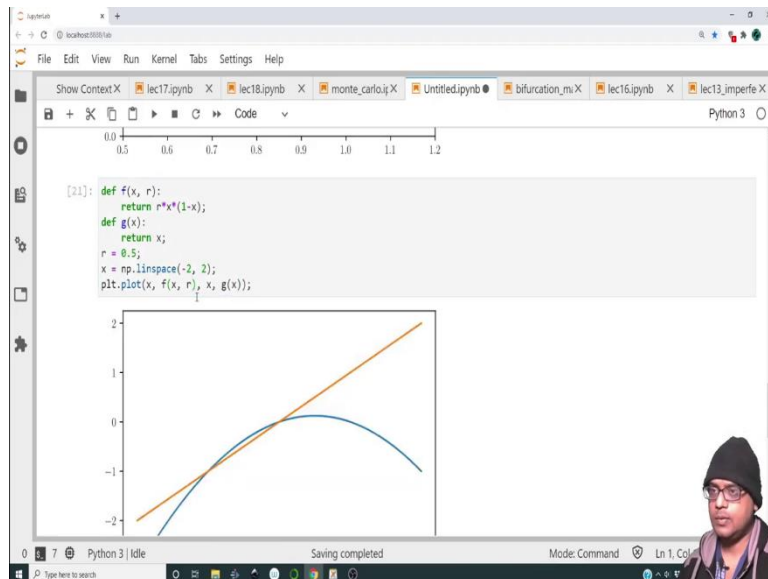 JupyterLab
localhost:8888/lab
File Edit View Run Kernel Tabs Settings Help
Show Context lec17.ipynb lec18.ipynb monte_carlo.ip Untitled.ipynb bifurcation_m lec16.ipynb lec13_imperfe
Code Python 3
0.0
0.5 0.6 0.7 0.8 0.9 1.0 1.1 1.2
[21]: def f(x, r):
return r*x*(1-x);
def g(x):
return x;
r = 0.5;
x = np.linspace(-2, 2);
plt.plot(x, f(x, r), x, g(x));
2
1
0
−1
−2
0 7 Python 3 | Idle Saving completed Mode: Command Ln 1, Col
Type here to search